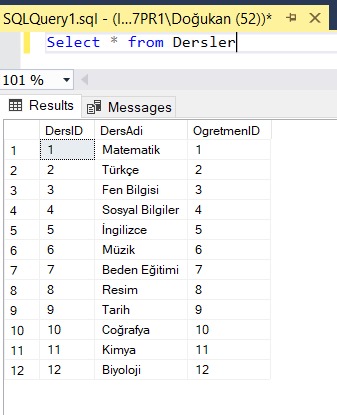 SQLQuery1.sql - (l...7PR1\Doğukan (52))*
Select * from Dersler
101 %
Results Messages
DersID DersAdi OgretmenID
1 1 Matematik 1
2 2 Türkçe 2
3 3 Fen Bilgisi 3
4 4 Sosyal Bilgiler 4
5 5 İngilizce 5
6 6 Müzik 6
7 7 Beden Eğitimi 7
8 8 Resim 8
9 9 Tarih 9
10 10 Coğrafya 10
11 11 Kimya 11
12 12 Biyoloji 12